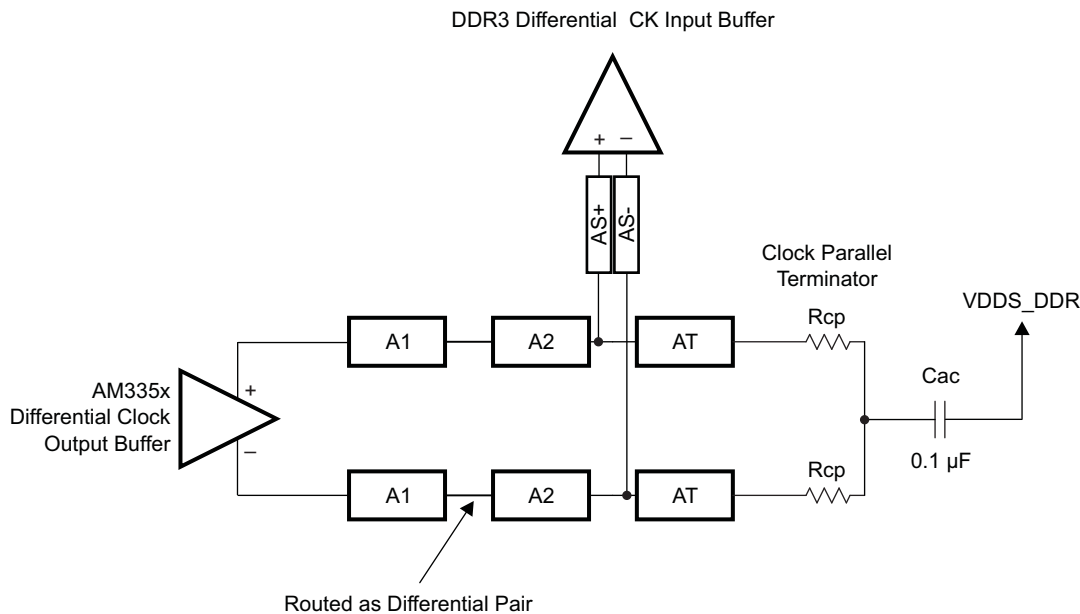 DDR3 Differential CK Input Buffer
+ −
AS+
AS-
Clock Parallel
Terminator
VDDS_DDR
Rcp
A1
A2
AT
Cac
AM335x
Differential Clock
Output Buffer
+
−
0.1 µF
Rcp
A1
A2
AT
Routed as Differential Pair